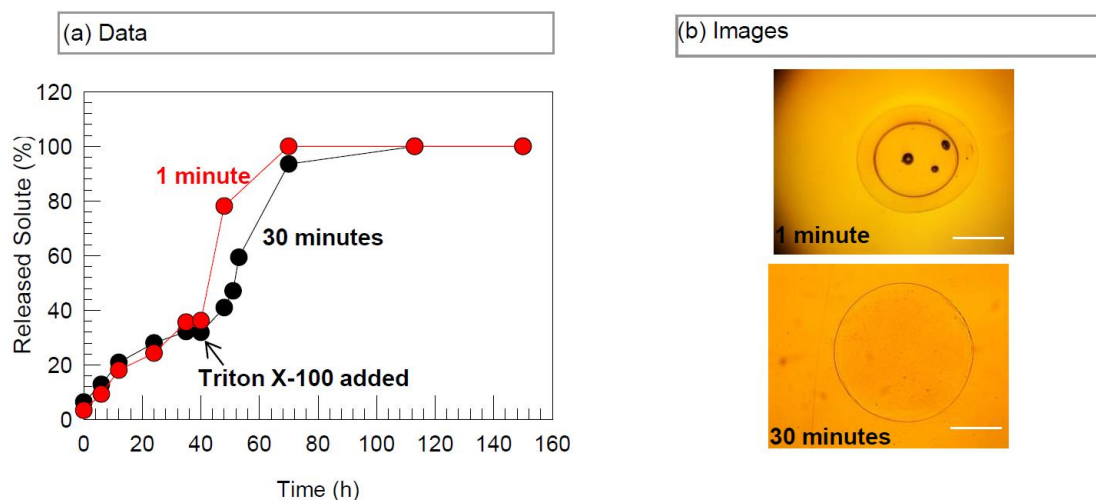 (a) Data
Released Solute (%)
120
100
80
60
40
20
0
1 minute
30 minutes
Triton X-100 added
0 20 40 60 80 100 120 140 160
Time (h)
(b) Images
1 minute
30 minutes